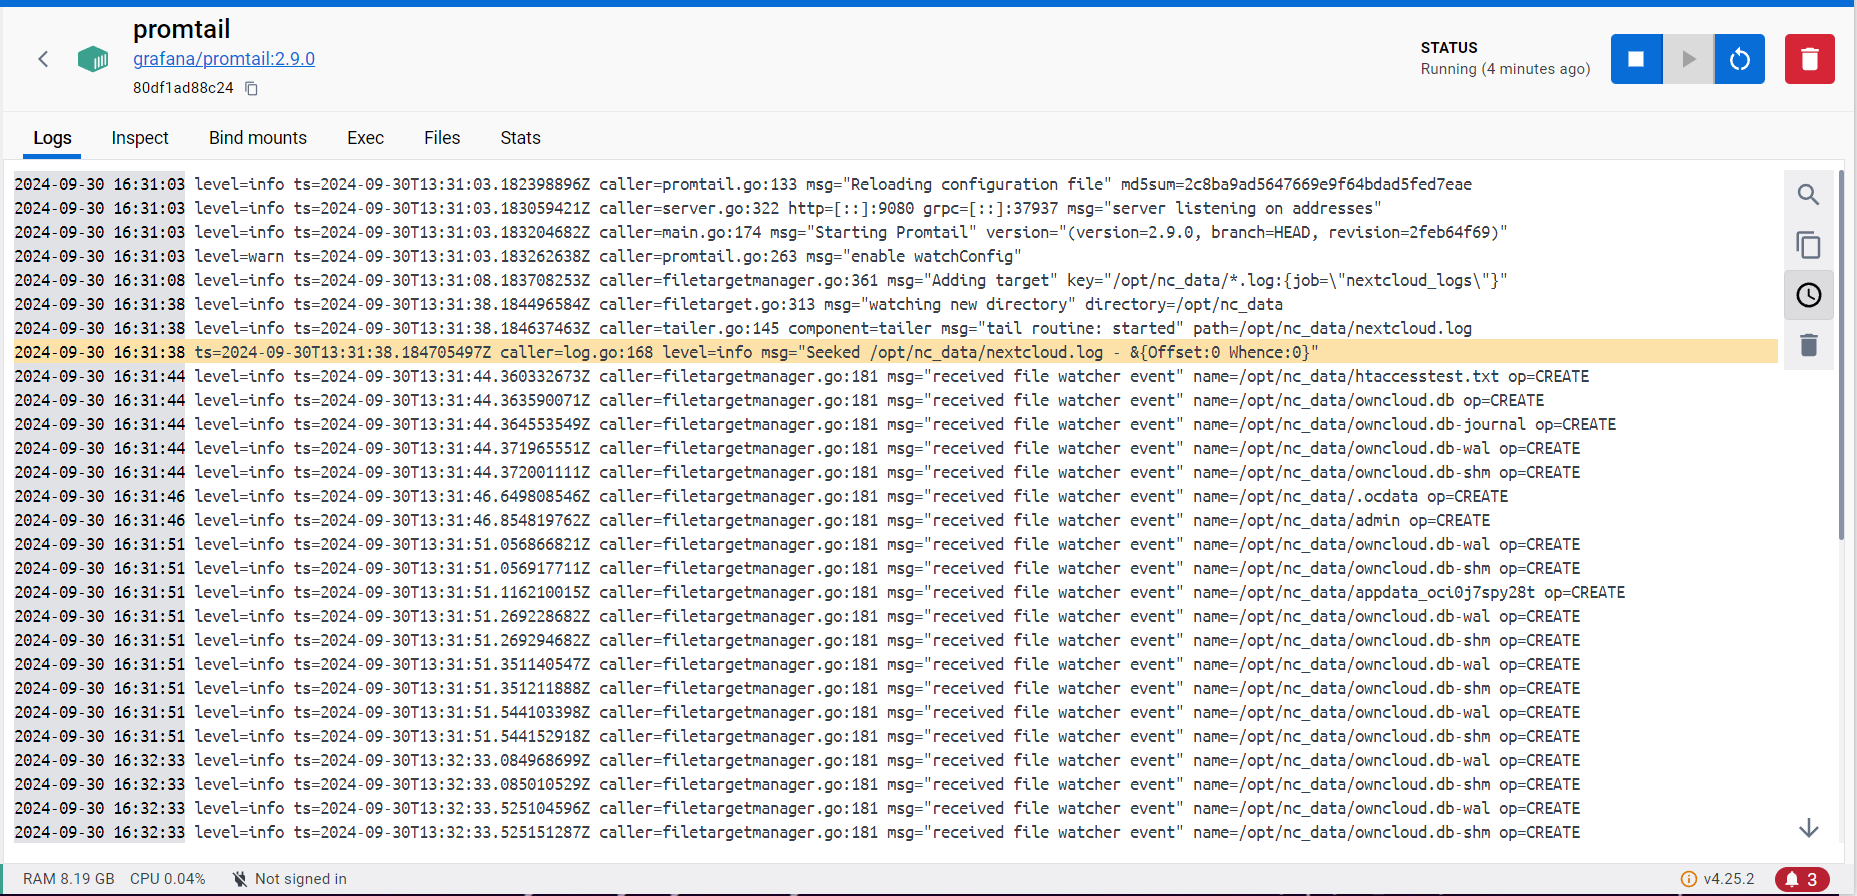 promtail
grafana/promtail:2.9.0
80df1ad88c24
STATUS
Running (4 minutes ago)
Logs Inspect Bind mounts Exec Files Stats
2024-09-30 16:31:03 level=info ts=2024-09-30T13:31:03.182398896Z caller=promtail.go:133 msg="Reloading configuration file" md5sum=2c8ba9ad5647669e9f64bdad5fed7eae
2024-09-30 16:31:03 level=info ts=2024-09-30T13:31:03.183059421Z caller=server.go:322 http=[::]:9080 grpc=[::]:37937 msg="server listening on addresses"
2024-09-30 16:31:03 level=info ts=2024-09-30T13:31:03.183204682Z caller=main.go:174 msg="Starting Promtail" version="(version=2.9.0, branch=HEAD, revision=2feb64f69)"
2024-09-30 16:31:03 level=warn ts=2024-09-30T13:31:03.183262638Z caller=promtail.go:263 msg="enable watchConfig"
2024-09-30 16:31:08 level=info ts=2024-09-30T13:31:08.183708253Z caller=filetargetmanager.go:361 msg="Adding target" key="/opt/nc_data/*.log:{job=\"nextcloud_logs\"}"
2024-09-30 16:31:38 level=info ts=2024-09-30T13:31:38.184496584Z caller=filetarget.go:313 msg="watching new directory" directory=/opt/nc_data
2024-09-30 16:31:38 level=info ts=2024-09-30T13:31:38.184637463Z caller=tailer.go:145 component=tailer msg="tail routine: started" path=/opt/nc_data/nextcloud.log
2024-09-30 16:31:38 ts=2024-09-30T13:31:38.184705497Z caller=log.go:168 level=info msg="Seeked /opt/nc_data/nextcloud.log - &{Offset:0 Whence:0}"
2024-09-30 16:31:44 level=info ts=2024-09-30T13:31:44.360332673Z caller=filetargetmanager.go:181 msg="received file watcher event" name=/opt/nc_data/htaccesstest.txt op=CREATE
2024-09-30 16:31:44 level=info ts=2024-09-30T13:31:44.363590071Z caller=filetargetmanager.go:181 msg="received file watcher event" name=/opt/nc_data/owncloud.db op=CREATE
2024-09-30 16:31:44 level=info ts=2024-09-30T13:31:44.364553549Z caller=filetargetmanager.go:181 msg="received file watcher event" name=/opt/nc_data/owncloud.db-journal op=CREATE
2024-09-30 16:31:44 level=info ts=2024-09-30T13:31:44.371965551Z caller=filetargetmanager.go:181 msg="received file watcher event" name=/opt/nc_data/owncloud.db-wal op=CREATE
2024-09-30 16:31:44 level=info ts=2024-09-30T13:31:44.372001111Z caller=filetargetmanager.go:181 msg="received file watcher event" name=/opt/nc_data/owncloud.db-shm op=CREATE
2024-09-30 16:31:46 level=info ts=2024-09-30T13:31:46.649808546Z caller=filetargetmanager.go:181 msg="received file watcher event" name=/opt/nc_data/.ocdata op=CREATE
2024-09-30 16:31:46 level=info ts=2024-09-30T13:31:46.854819762Z caller=filetargetmanager.go:181 msg="received file watcher event" name=/opt/nc_data/admin op=CREATE
2024-09-30 16:31:51 level=info ts=2024-09-30T13:31:51.056866821Z caller=filetargetmanager.go:181 msg="received file watcher event" name=/opt/nc_data/owncloud.db-wal op=CREATE
2024-09-30 16:31:51 level=info ts=2024-09-30T13:31:51.056917711Z caller=filetargetmanager.go:181 msg="received file watcher event" name=/opt/nc_data/owncloud.db-shm op=CREATE
2024-09-30 16:31:51 level=info ts=2024-09-30T13:31:51.116210015Z caller=filetargetmanager.go:181 msg="received file watcher event" name=/opt/nc_data/appdata_oci0j7spy28t op=CREATE
2024-09-30 16:31:51 level=info ts=2024-09-30T13:31:51.269228682Z caller=filetargetmanager.go:181 msg="received file watcher event" name=/opt/nc_data/owncloud.db-wal op=CREATE
2024-09-30 16:31:51 level=info ts=2024-09-30T13:31:51.269294682Z caller=filetargetmanager.go:181 msg="received file watcher event" name=/opt/nc_data/owncloud.db-shm op=CREATE
2024-09-30 16:31:51 level=info ts=2024-09-30T13:31:51.351140547Z caller=filetargetmanager.go:181 msg="received file watcher event" name=/opt/nc_data/owncloud.db-wal op=CREATE
2024-09-30 16:31:51 level=info ts=2024-09-30T13:31:51.351211888Z caller=filetargetmanager.go:181 msg="received file watcher event" name=/opt/nc_data/owncloud.db-shm op=CREATE
2024-09-30 16:31:51 level=info ts=2024-09-30T13:31:51.544103398Z caller=filetargetmanager.go:181 msg="received file watcher event" name=/opt/nc_data/owncloud.db-wal op=CREATE
2024-09-30 16:31:51 level=info ts=2024-09-30T13:31:51.544152918Z caller=filetargetmanager.go:181 msg="received file watcher event" name=/opt/nc_data/owncloud.db-shm op=CREATE
2024-09-30 16:32:33 level=info ts=2024-09-30T13:32:33.084968699Z caller=filetargetmanager.go:181 msg="received file watcher event" name=/opt/nc_data/owncloud.db-wal op=CREATE
2024-09-30 16:32:33 level=info ts=2024-09-30T13:32:33.085010529Z caller=filetargetmanager.go:181 msg="received file watcher event" name=/opt/nc_data/owncloud.db-shm op=CREATE
2024-09-30 16:32:33 level=info ts=2024-09-30T13:32:33.525104596Z caller=filetargetmanager.go:181 msg="received file watcher event" name=/opt/nc_data/owncloud.db-wal op=CREATE
2024-09-30 16:32:33 level=info ts=2024-09-30T13:32:33.525151287Z caller=filetargetmanager.go:181 msg="received file watcher event" name=/opt/nc_data/owncloud.db-shm op=CREATE
RAM 8.19 GB CPU 0.04% Not signed in v4.25.2 3